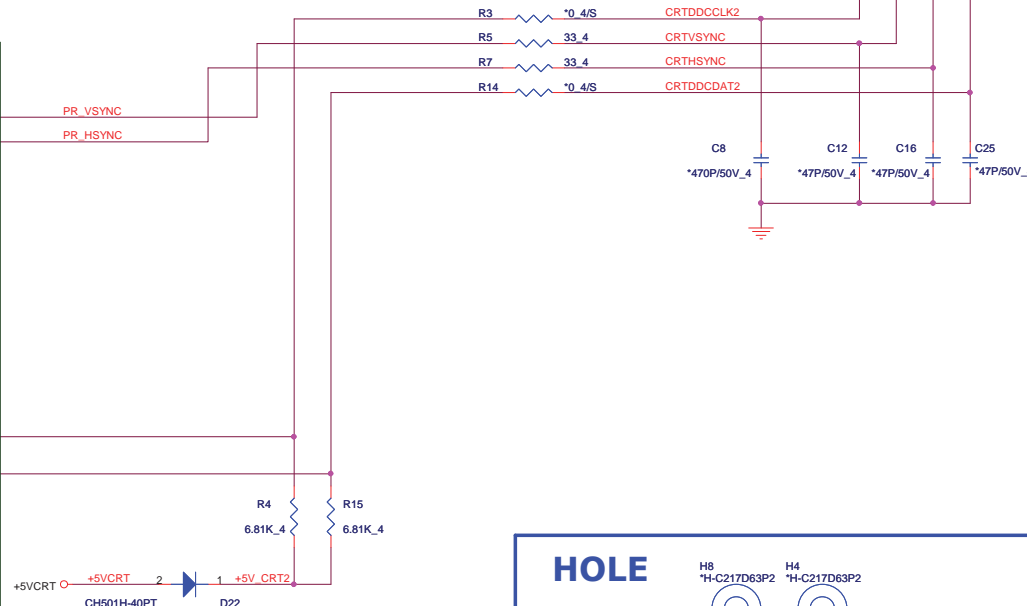 R3 *0_4/S CRTDDCCLK2
R5 33_4 CRTVSYNC
R7 33_4 CRTHSYNC
R14 *0_4/S CRTDDCDAT2
PR_VSYNC
PR_HSYNC
C8 C12 C16 C25
*470P/50V_4 *47P/50V_4 *47P/50V_4 *47P/50V_
R4 R15
6.81K_4 6.81K_4
+5VCRT +5VCRT 2 1 +5V_CRT2
CH501H-40PT D22
HOLE
H8 H4
*H-C217D63P2 *H-C217D63P2